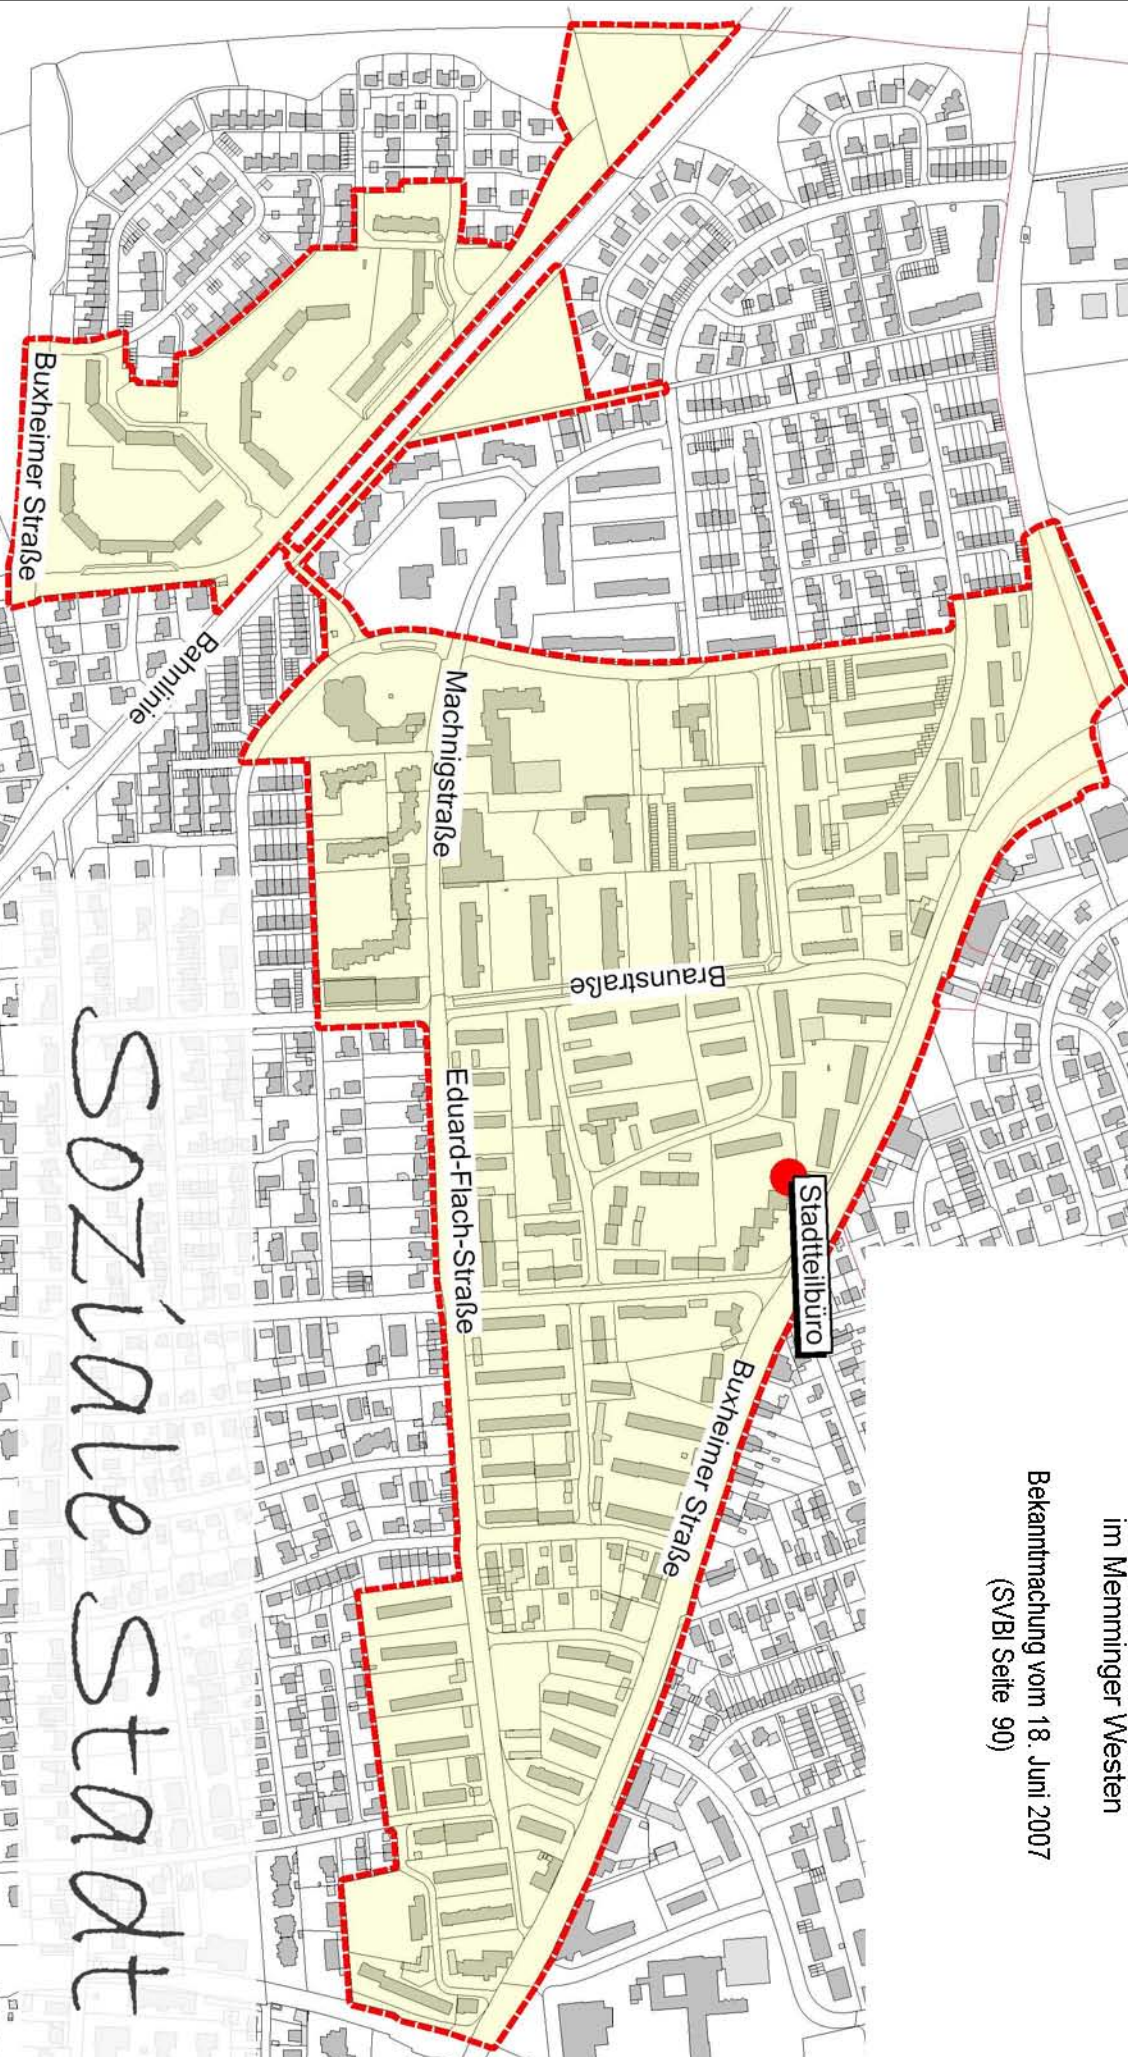 im Memminger Westen
Bekanntmachung vom 18. Juni 2007
(SVBl Seite 90)
Stadtteilbüro
Buxheimer Straße
Braunstraße
Machnigstraße
Eduard-Flach-Straße
Bahnlinie
Buxheimer Straße
Soziale Stadt